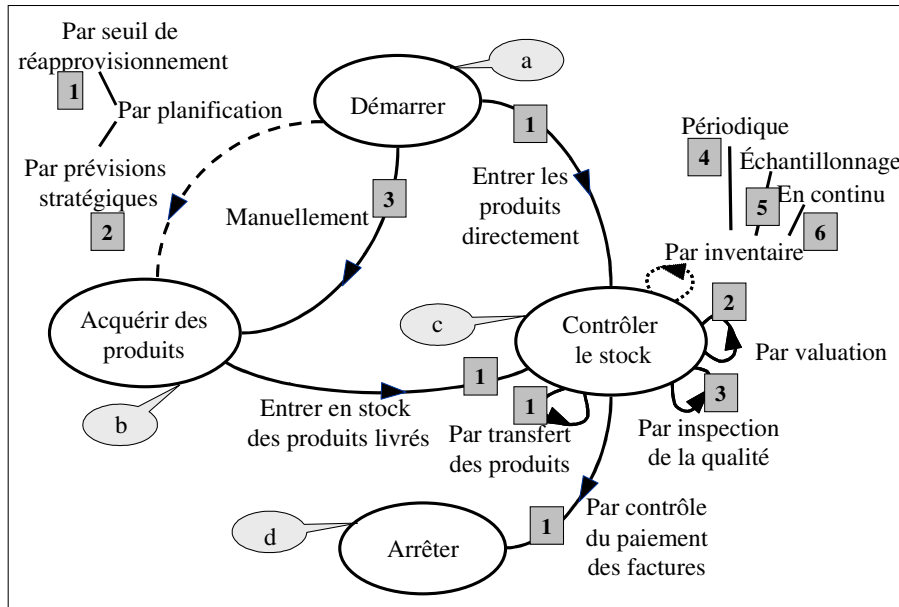 Par seuil de
réapprovisionnement
1
Par planification
Par prévisions
stratégiques
2
a
Démarrer
1
Entrer les
produits
directement
3
Manuellement
Périodique
4
Échantillonnage
5
En continu
6
Par inventaire
Acquérir des
produits
b
c
Contrôler
le stock
2
Par valuation
3
Par inspection
de la qualité
1
Par transfert
des produits
1
Entrer en stock
des produits livrés
d
Arrêter
1
Par contrôle
du paiement
des factures